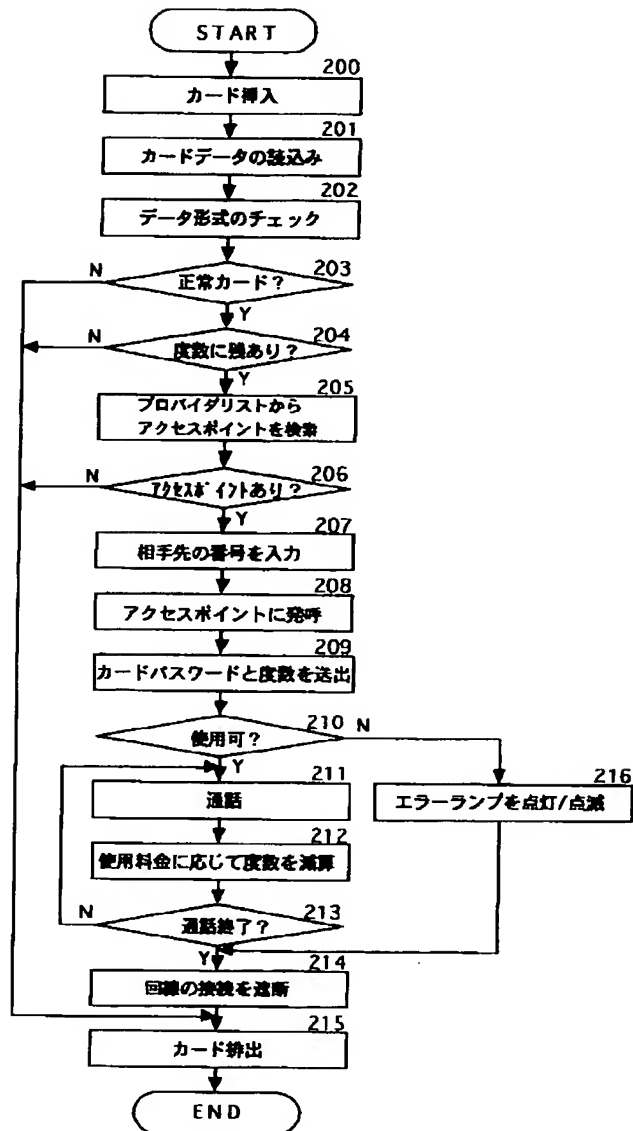 START
200
カード挿入
201
カードデータの読込み
202
データ形式のチェック
203
N
正常カード?
Y
204
N
度数に残あり?
Y
205
プロバイダリストから
アクセスポイントを検索
206
N
アクセスポイントあり?
Y
207
相手先の番号を入力
208
アクセスポイントに発呼
209
カードパスワードと度数を送出
210
使用可?
N
Y
211
通話
216
エラーランプを点灯/点滅
212
使用料金に応じて度数を減算
213
N
通話終了?
Y
214
回線の接続を遮断
215
カード排出
END